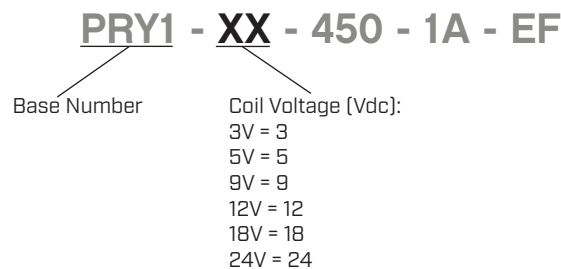 PRY1 - XX - 450 - 1A - EF
Base Number
Coil Voltage (Vdc):
3V = 3
5V = 5
9V = 9
12V = 12
18V = 18
24V = 24